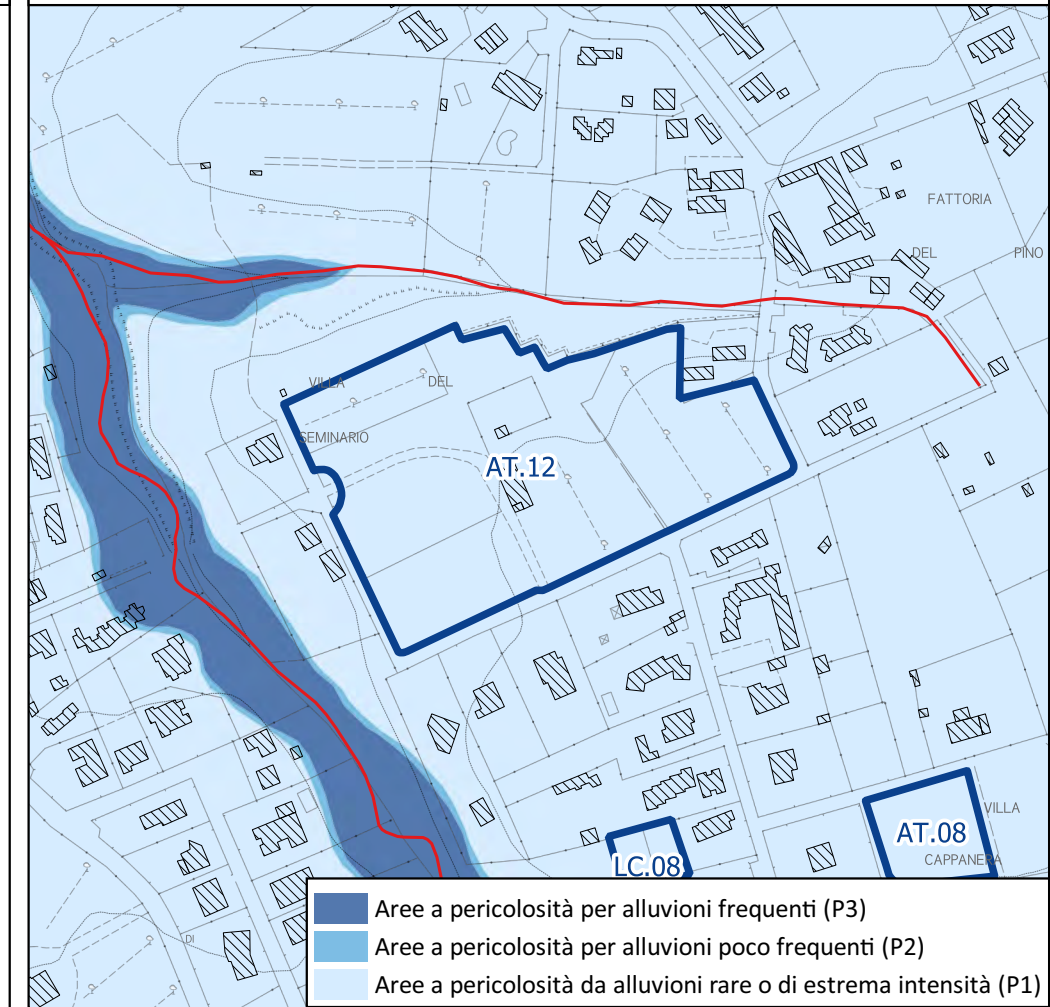 FATTORIA
DEL
PINO
VILLA
DEL
SEMINARIO
AT.12
AT.08
VILLA
CAPPANERA
LC.08
DI
Aree a pericolosità per alluvioni frequenti (P3)
Aree a pericolosità per alluvioni poco frequenti (P2)
Aree a pericolosità da alluvioni rare o di estrema intensità (P1)